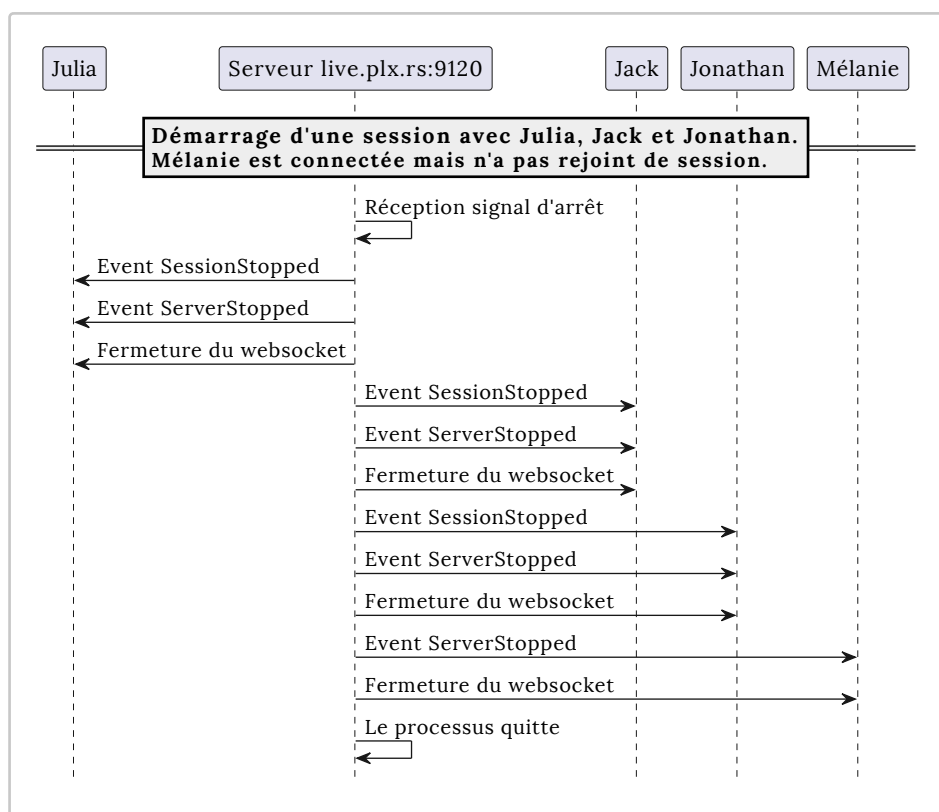 Julia
Serveur live.plx.rs:9120
Jack
Jonathan
Mélanie
Démarrage d'une session avec Julia, Jack et Jonathan.
Mélanie est connectée mais n'a pas rejoint de session.
Réception signal d'arrêt
Event SessionStopped
Event ServerStopped
Fermeture du websocket
Event SessionStopped
Event ServerStopped
Fermeture du websocket
Event SessionStopped
Event ServerStopped
Fermeture du websocket
Event ServerStopped
Fermeture du websocket
Le processus quitte